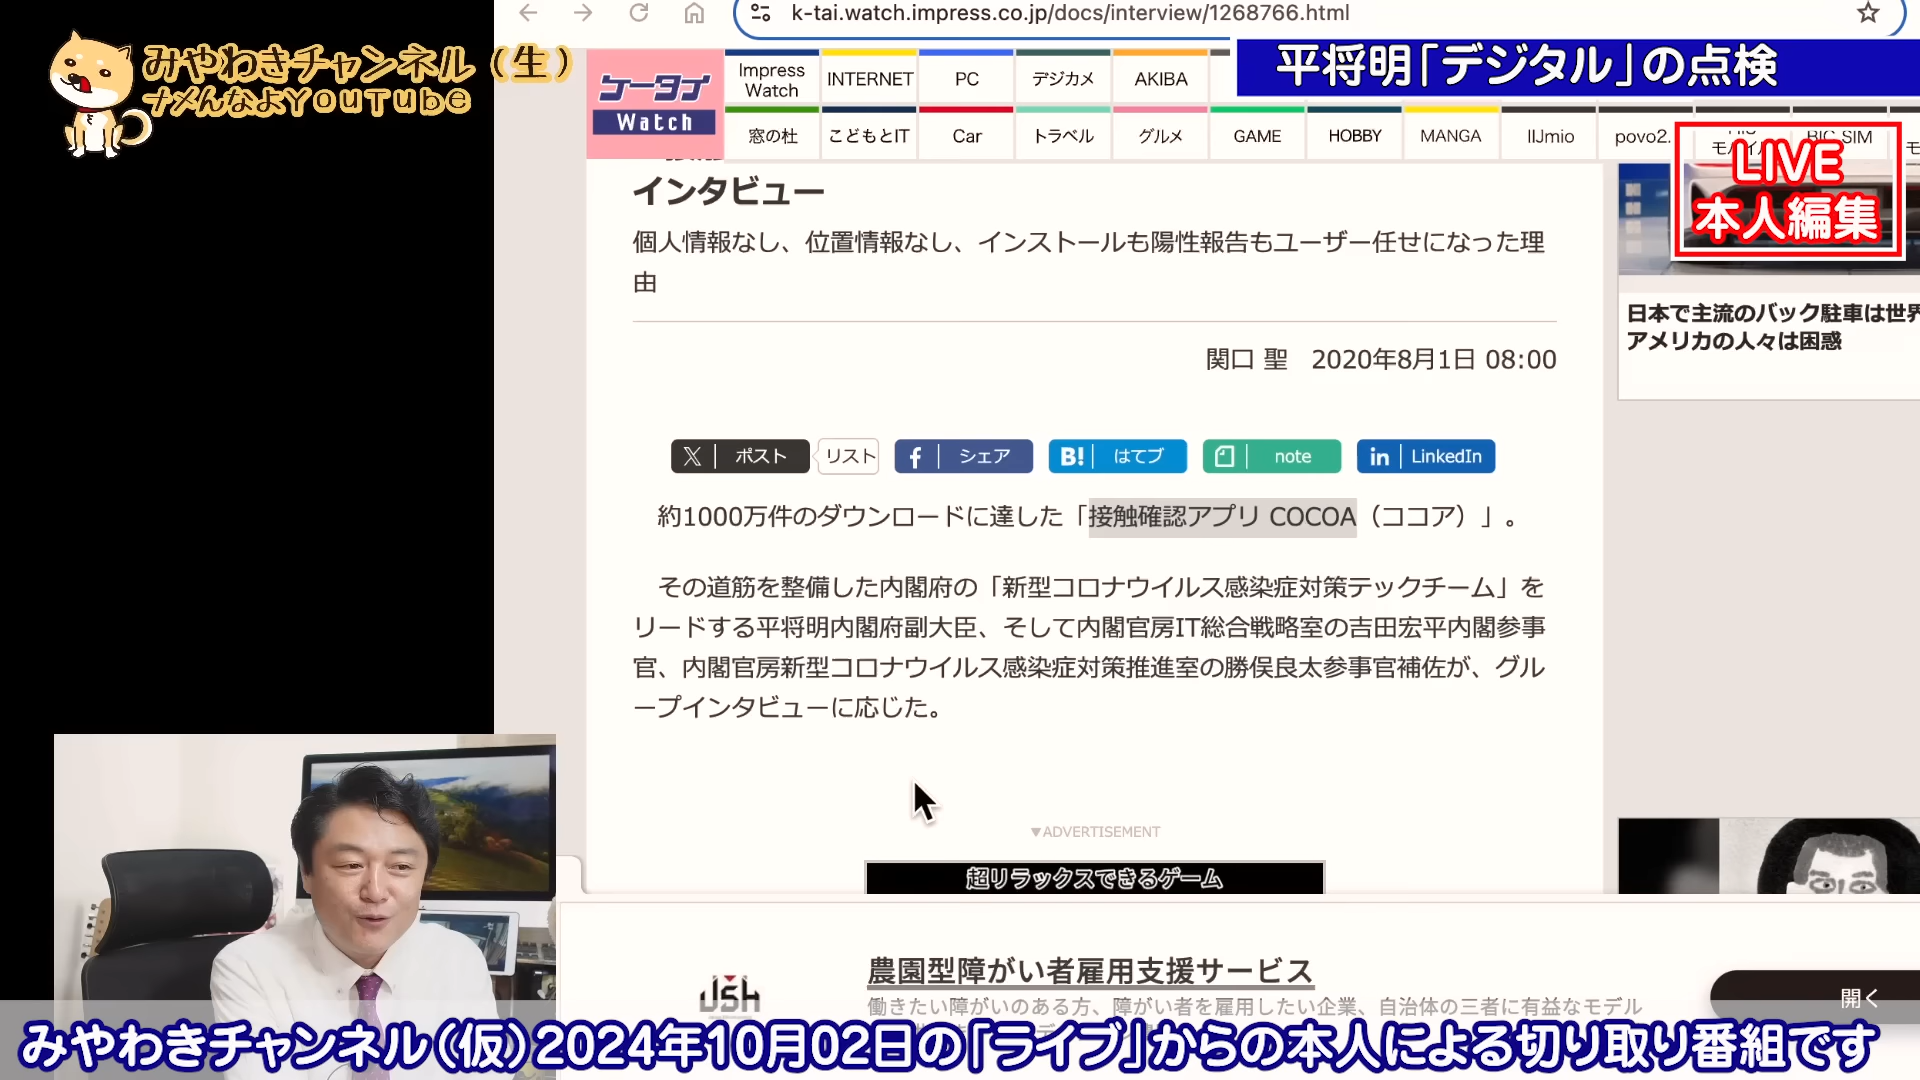 k-tai.watch.impress.co.jp/docs/interview/1268766.html
みやわきチャンネル（生）
ナメんなよYouTube
平将明「デジタル」の点検
ケータイ
Watch
Impress
Watch
INTERNET
PC
デジカメ
AKIBA
窓の杜
こどもとIT
Car
トラベル
グルメ
GAME
HOBBY
MANGA
IIJmio
povo2.
BIC SIM
LIVE
本人編集
インタビュー
個人情報なし、位置情報なし、インストールも陽性報告もユーザー任せになった理
由
関口 聖 2020年8月1日 08:00
日本で主流のバック駐車は世界
アメリカの人々は困惑
ポスト
リスト
シェア
B! はてブ
note
in LinkedIn
約1000万件のダウンロードに達した「接触確認アプリ COCOA（ココア）」。
その道筋を整備した内閣府の「新型コロナウイルス感染症対策テックチーム」を
リードする平将明内閣府副大臣、そして内閣官房IT総合戦略室の吉田宏平内閣参事
官、内閣官房新型コロナウイルス感染症対策推進室の勝俣良太参事官補佐が、グル
ープインタビューに応じた。
▼ADVERTISEMENT
超リラックスできるゲーム
農園型障がい者雇用支援サービス
JSH
働きたい障がいのある方、障がい者を雇用したい企業、自治体の三者に有益なモデル
開く
みやわきチャンネル（仮）2024年10月02日の「ライブ」からの本人による切り取り番組です